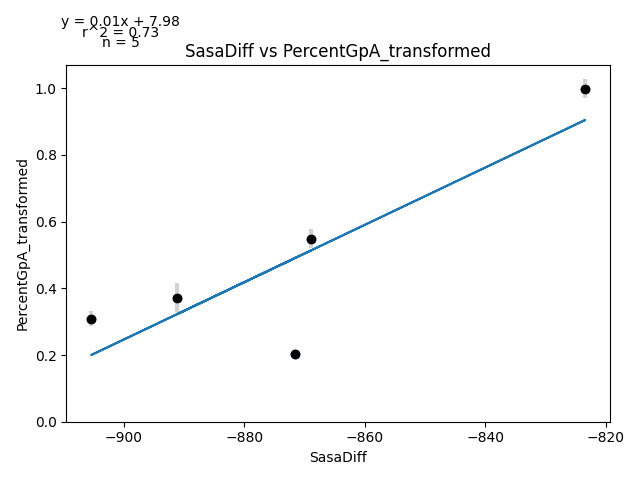 y = 0.01x + 7.98
r^2 = 0.73
n = 5
SasaDiff vs PercentGpA_transformed
1.0
0.8
0.6
0.4
0.2
0.0
PercentGpA_transformed
−900
−880
−860
−840
−820
SasaDiff